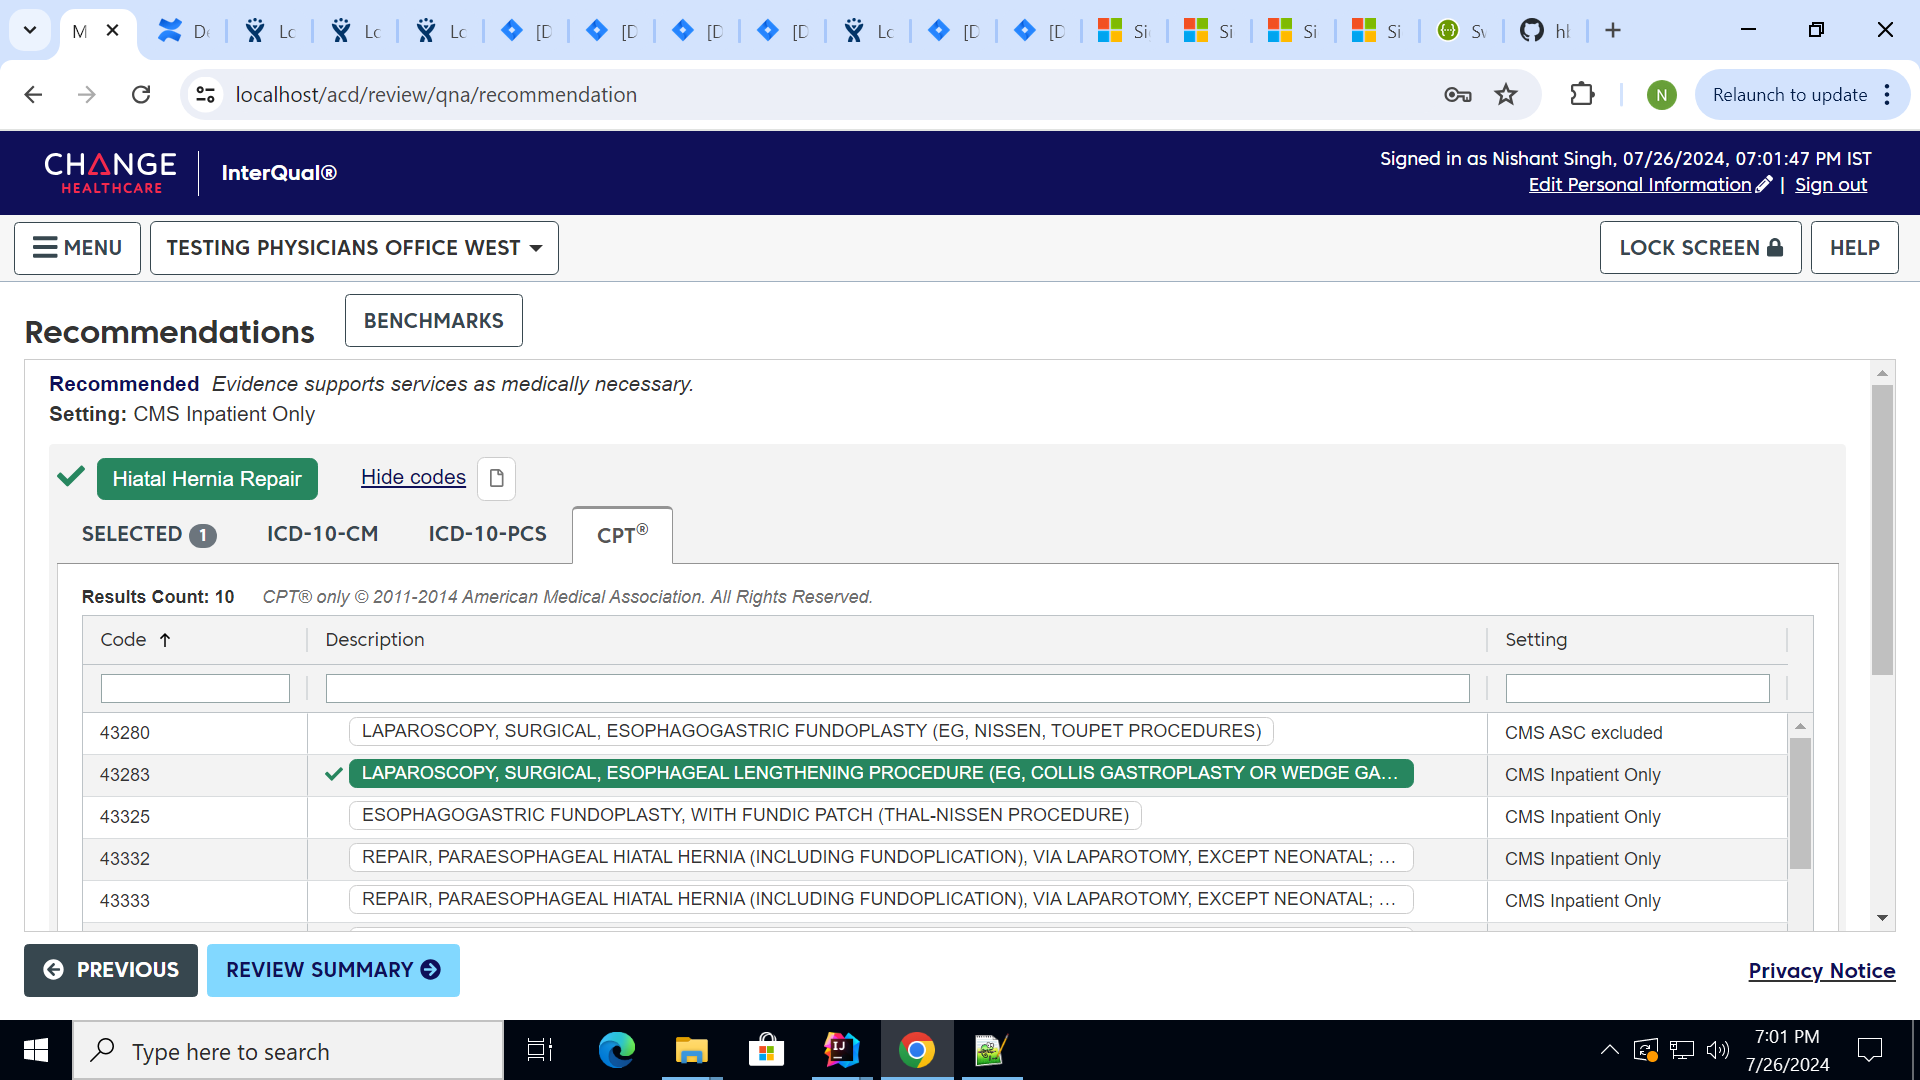 M
De
Lo
Lo
Lo
[D
[D
[D
[D
Lo
[D
[D
Si
Si
Si
Si
Sv
hl
localhost/acd/review/qna/recommendation
N
Relaunch to update
CHANGE
HEALTHCARE
InterQual®
Signed in as Nishant Singh, 07/26/2024, 07:01:47 PM IST
Edit Personal Information | Sign out
MENU
TESTING PHYSICIANS OFFICE WEST
LOCK SCREEN
HELP
Recommendations
BENCHMARKS
Recommended Evidence supports services as medically necessary.
Setting: CMS Inpatient Only
Hiatal Hernia Repair
Hide codes
SELECTED 1
ICD-10-CM
ICD-10-PCS
CPT®
Results Count: 10
CPT® only © 2011-2014 American Medical Association. All Rights Reserved.
Code ↑
Description
Setting
43280
LAPAROSCOPY, SURGICAL, ESOPHAGOGASTRIC FUNDOPLASTY (EG, NISSEN, TOUPET PROCEDURES)
CMS ASC excluded
43283
LAPAROSCOPY, SURGICAL, ESOPHAGEAL LENGTHENING PROCEDURE (EG, COLLIS GASTROPLASTY OR WEDGE GA...
CMS Inpatient Only
43325
ESOPHAGOGASTRIC FUNDOPLASTY, WITH FUNDIC PATCH (THAL-NISSEN PROCEDURE)
CMS Inpatient Only
43332
REPAIR, PARAESOPHAGEAL HIATAL HERNIA (INCLUDING FUNDOPLICATION), VIA LAPAROTOMY, EXCEPT NEONATAL; ...
CMS Inpatient Only
43333
REPAIR, PARAESOPHAGEAL HIATAL HERNIA (INCLUDING FUNDOPLICATION), VIA LAPAROTOMY, EXCEPT NEONATAL; ...
CMS Inpatient Only
PREVIOUS
REVIEW SUMMARY
Privacy Notice
Type here to search
7:01 PM
7/26/2024